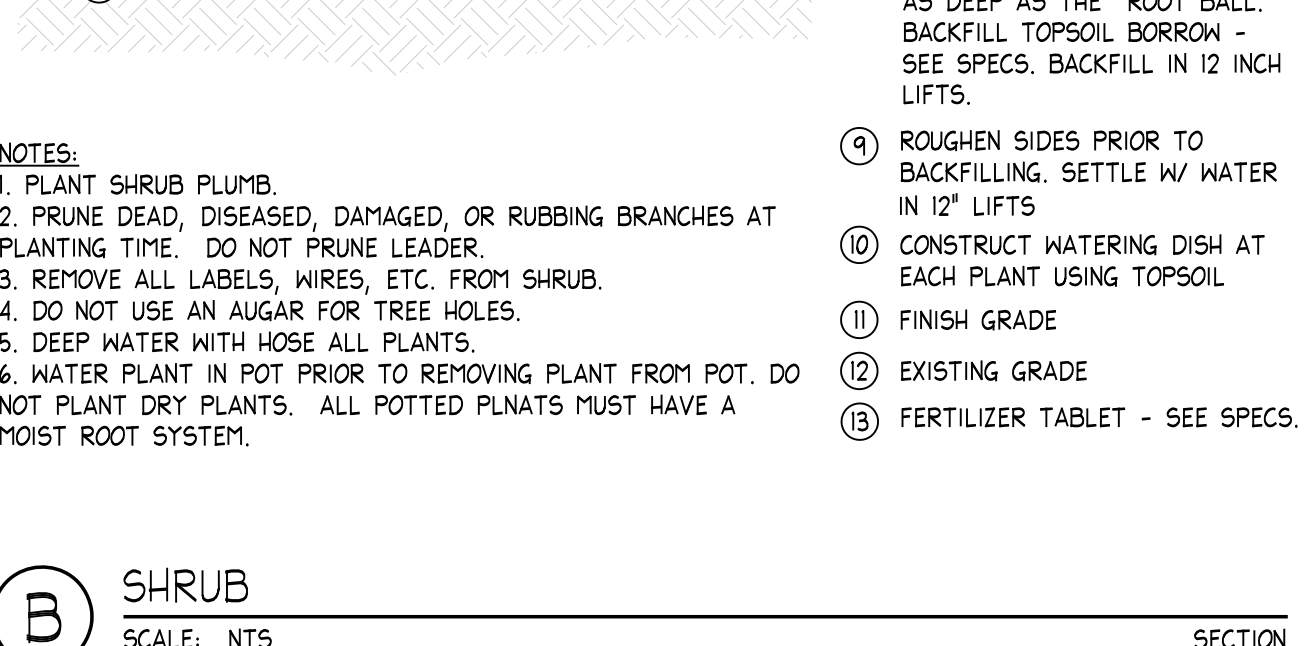 NOTES:
1. PLANT SHRUB PLUMB.
2. PRUNE DEAD, DISEASED, DAMAGED, OR RUBBING BRANCHES AT
PLANTING TIME.  DO NOT PRUNE LEADER.
3. REMOVE ALL LABELS, WIRES, ETC. FROM SHRUB.
4. DO NOT USE AN AUGAR FOR TREE HOLES.
5. DEEP WATER WITH HOSE ALL PLANTS.
6. WATER PLANT IN POT PRIOR TO REMOVING PLANT FROM POT. DO
NOT PLANT DRY PLANTS.  ALL POTTED PLNATS MUST HAVE A
MOIST ROOT SYSTEM.
AS DEEP AS THE  ROOT BALL.
BACKFILL TOPSOIL BORROW -
SEE SPECS. BACKFILL IN 12 INCH
LIFTS.
9 ROUGHEN SIDES PRIOR TO
BACKFILLING. SETTLE W/ WATER
IN 12" LIFTS
10 CONSTRUCT WATERING DISH AT
EACH PLANT USING TOPSOIL
11 FINISH GRADE
12 EXISTING GRADE
13 FERTILIZER TABLET - SEE SPECS.
B SHRUB
SCALE:  NTS SECTION